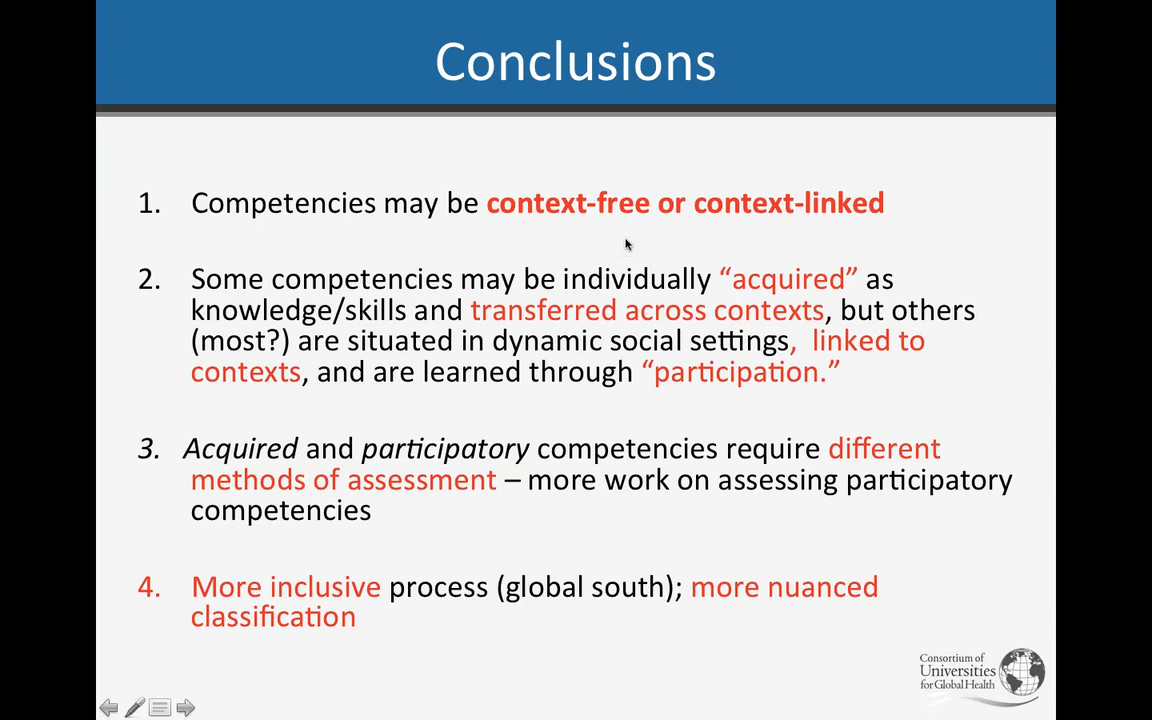 Conclusions
1. Competencies may be context-free or context-linked
2. Some competencies may be individually “acquired” as
knowledge/skills and transferred across contexts, but others
(most?) are situated in dynamic social settings, linked to
contexts, and are learned through “participation.”
3. Acquired and participatory competencies require different
methods of assessment – more work on assessing participatory
competencies
4. More inclusive process (global south); more nuanced
classification
Consortium of
Universities
for Global Health